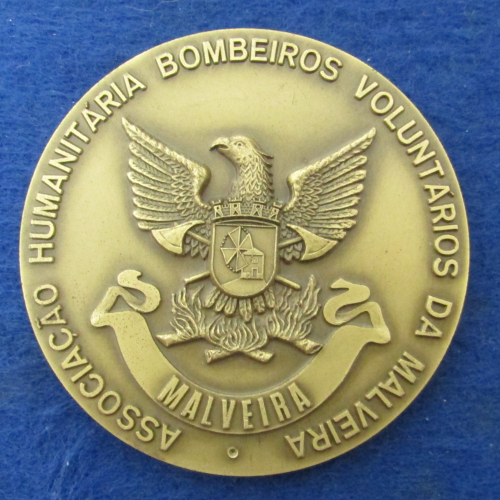 ASSOCIAÇÃO HUMANITÁRIA BOMBEIROS VOLUNTÁRIOS DA MALVEIRA
MALVEIRA